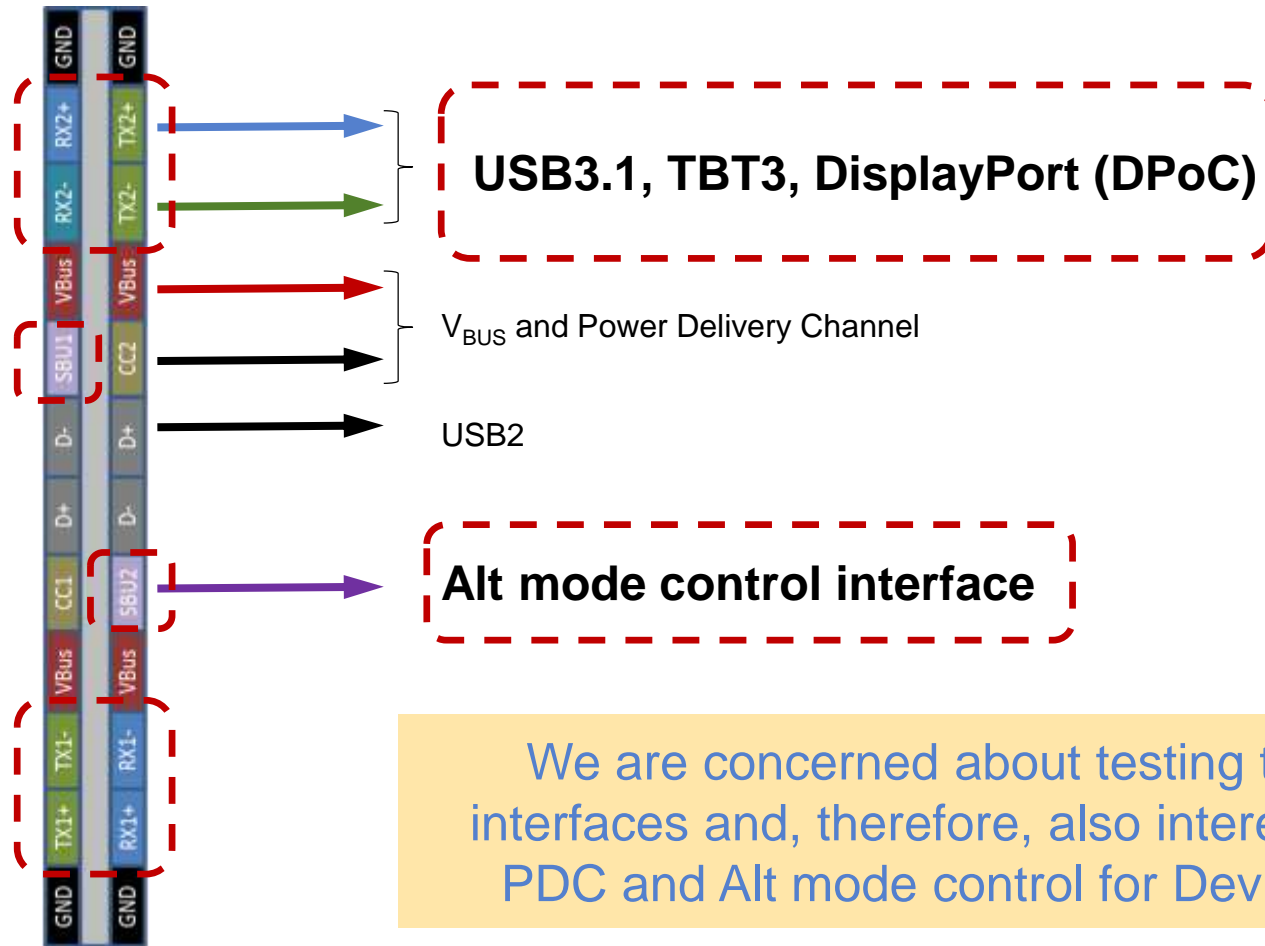 GND GND
RX2+ TX2+
RX2- TX2-
USB3.1, TBT3, DisplayPort (DPoC)
VBus VBus
SBU1 CC2
VBUS and Power Delivery Channel
D- D+
USB2
D+ D-
CC1 SBU2
Alt mode control interface
VBus VBus
TX1- RX1-
TX1+ RX1+
GND GND
We are concerned about testing t
interfaces and, therefore, also intere
PDC and Alt mode control for Dev